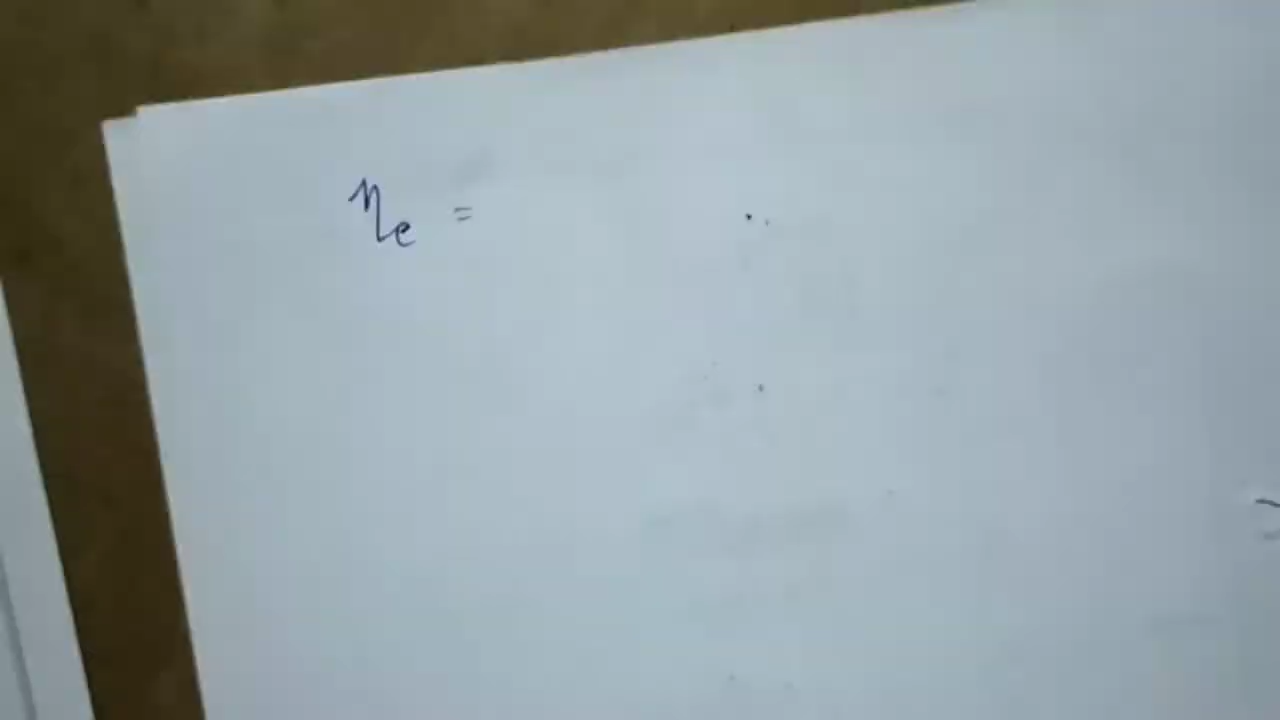 η_e =